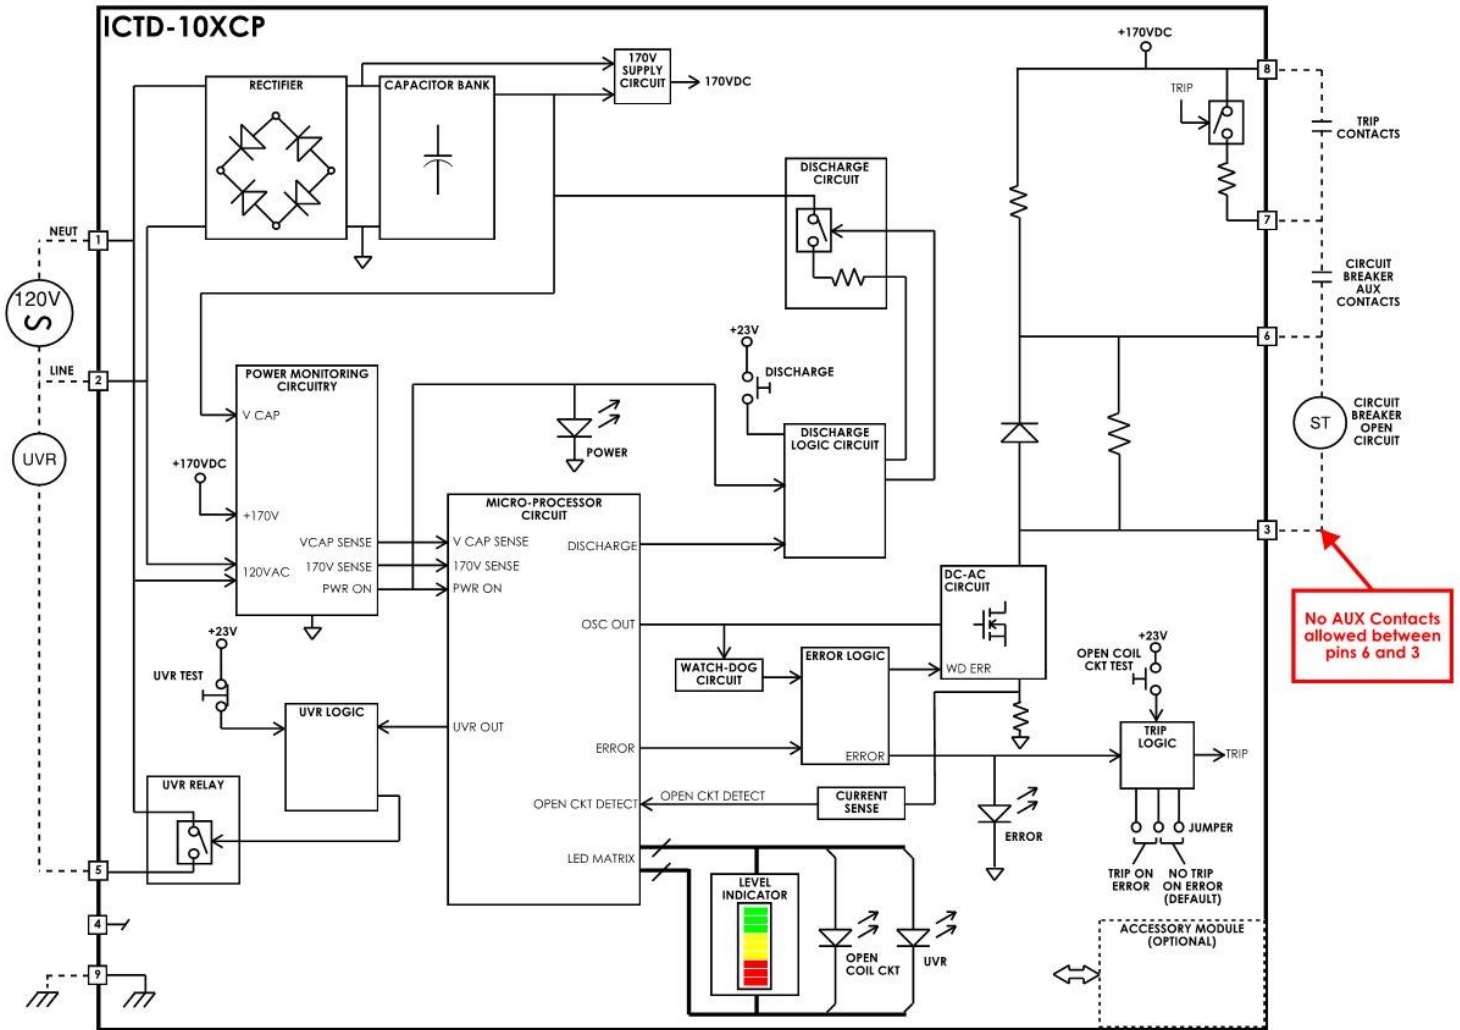 ICTD-10XCP
+170VDC
170V
SUPPLY
CIRCUIT
170VDC
RECTIFIER
CAPACITOR BANK
8
TRIP
TRIP
CONTACTS
DISCHARGE
CIRCUIT
7
NEUT
1
CIRCUIT
BREAKER
AUX
CONTACTS
120V
+23V
6
LINE
2
POWER MONITORING
CIRCUITRY
DISCHARGE
V CAP
ST
CIRCUIT
BREAKER
OPEN
CIRCUIT
DISCHARGE
LOGIC CIRCUIT
POWER
UVR
+170VDC
+170V
MICRO-PROCESSOR
CIRCUIT
VCAP SENSE
V CAP SENSE
DISCHARGE
3
170V SENSE
170V SENSE
120VAC
PWR ON
PWR ON
DC-AC
CIRCUIT
No AUX Contacts
allowed between
pins 6 and 3
+23V
OSC OUT
+23V
WATCH-DOG
CIRCUIT
ERROR LOGIC
WD ERR
OPEN COIL
CKT TEST
UVR TEST
UVR LOGIC
UVR OUT
ERROR
ERROR
TRIP
LOGIC
TRIP
UVR RELAY
OPEN CKT DETECT
OPEN CKT DETECT
CURRENT
SENSE
ERROR
JUMPER
5
LED MATRIX
TRIP ON
ERROR
NO TRIP
ON ERROR
(DEFAULT)
LEVEL
INDICATOR
4
ACCESSORY MODULE
(OPTIONAL)
OPEN
COIL CKT
UVR
9